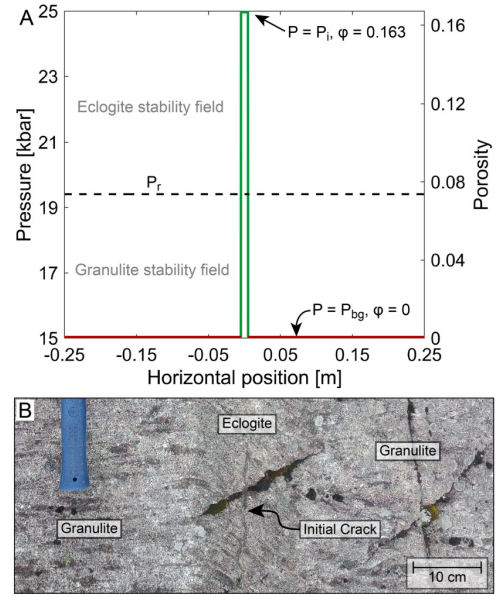 A
25
23
21
19
17
15
Pressure [kbar]
P = Pᵢ, φ = 0.163
Eclogite stability field
Pᵣ
Granulite stability field
P = P_bg, φ = 0
0.16
0.12
0.08
0.04
0
Porosity
-0.25 -0.15 -0.05 0.05 0.15 0.25
Horizontal position [m]
B
Eclogite
Granulite
Granulite
Initial Crack
10 cm